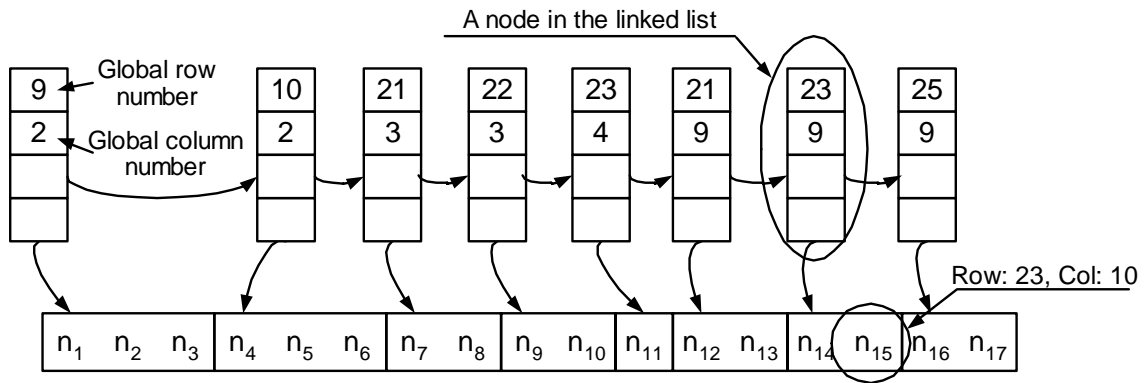 A node in the linked list
Global row
number
9 10 21 22 23 21 23 25
2 2 3 3 4 9 9 9
Global column
number
Row: 23, Col: 10
n1 n2 n3 n4 n5 n6 n7 n8 n9 n10 n11 n12 n13 n14 n15 n16 n17